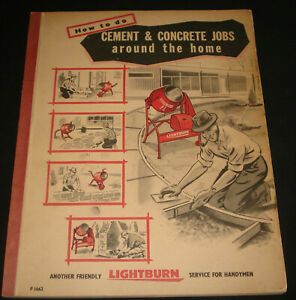 How to do
CEMENT & CONCRETE JOBS
around the home
LIGHTBURN
ANOTHER FRIENDLY LIGHTBURN SERVICE FOR HANDYMEN